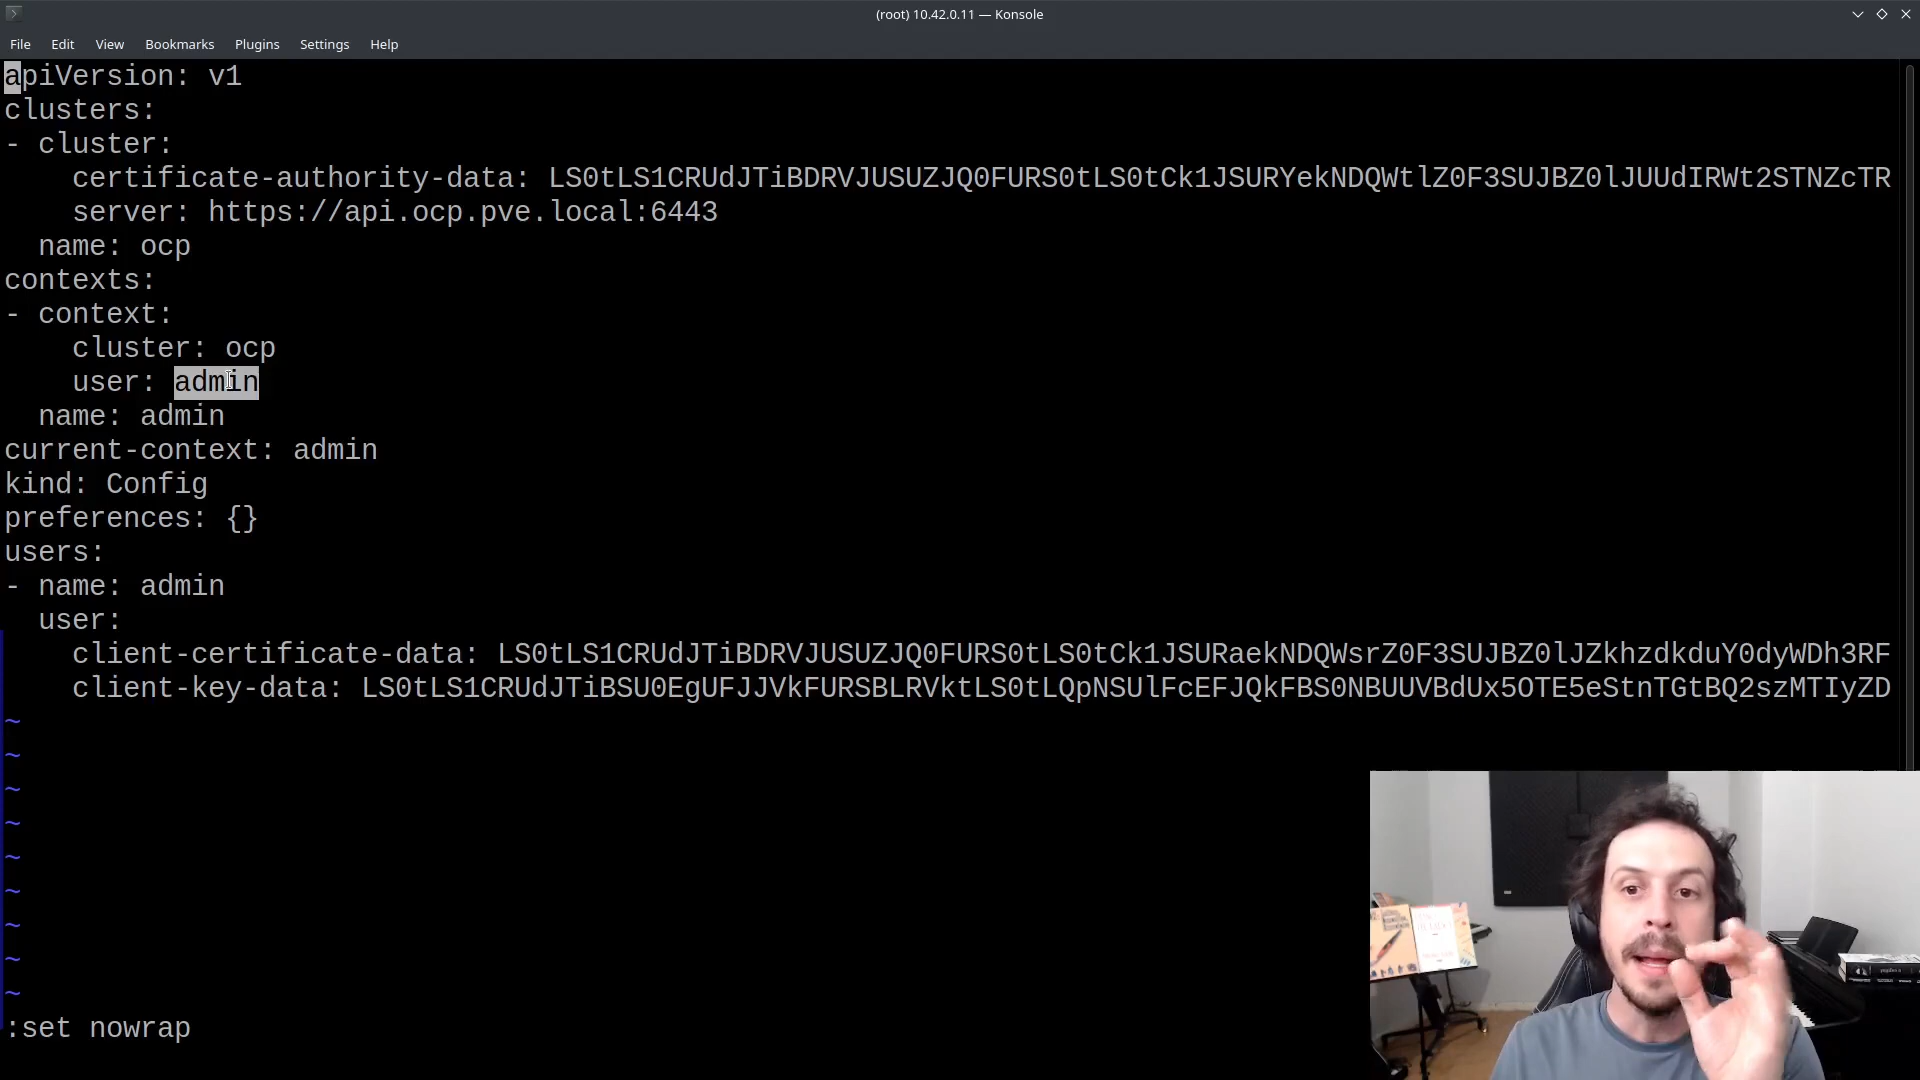 (root) 10.42.0.11 — Konsole
File Edit View Bookmarks Plugins Settings Help
apiVersion: v1
clusters:
- cluster:
    certificate-authority-data: LS0tLS1CRUdJTiBDRVJUSUZJQ0FURS0tLS0tCk1JSURYekNDQWtlZ0F3SUJBZ0lJUUdIRWt2STNZcTR
    server: https://api.ocp.pve.local:6443
  name: ocp
contexts:
- context:
    cluster: ocp
    user: admin
  name: admin
current-context: admin
kind: Config
preferences: {}
users:
- name: admin
  user:
    client-certificate-data: LS0tLS1CRUdJTiBDRVJUSUZJQ0FURS0tLS0tCk1JSURaekNDQWsrZ0F3SUJBZ0lJZkhzdkduY0dyWDh3RF
    client-key-data: LS0tLS1CRUdJTiBSU0EgUFJJVkFURSBLRVktLS0tLQpNSUlFcEFJQkFBS0NBUUVBdUx5OTE5eStnTGtBQ2szMTIyZD
~
~
~
~
~
~
~
~
~
:set nowrap